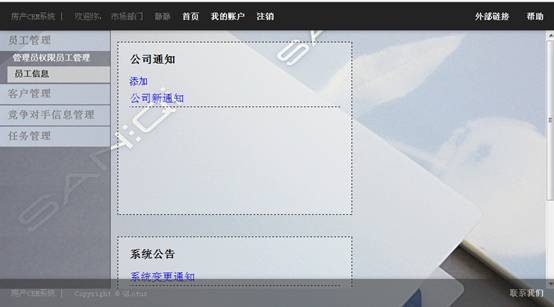 房产CRM系统 | 欢迎你, 市场部门 静静 首页 我的账户 注销 外部链接 帮助
员工管理
管理员权限员工管理
员工信息
客户管理
竞争对手信息管理
任务管理
公司通知
添加
公司新通知
系统公告
系统变更通知
SANQI
房产CRM系统 | Copyright © QLotus 联系我们